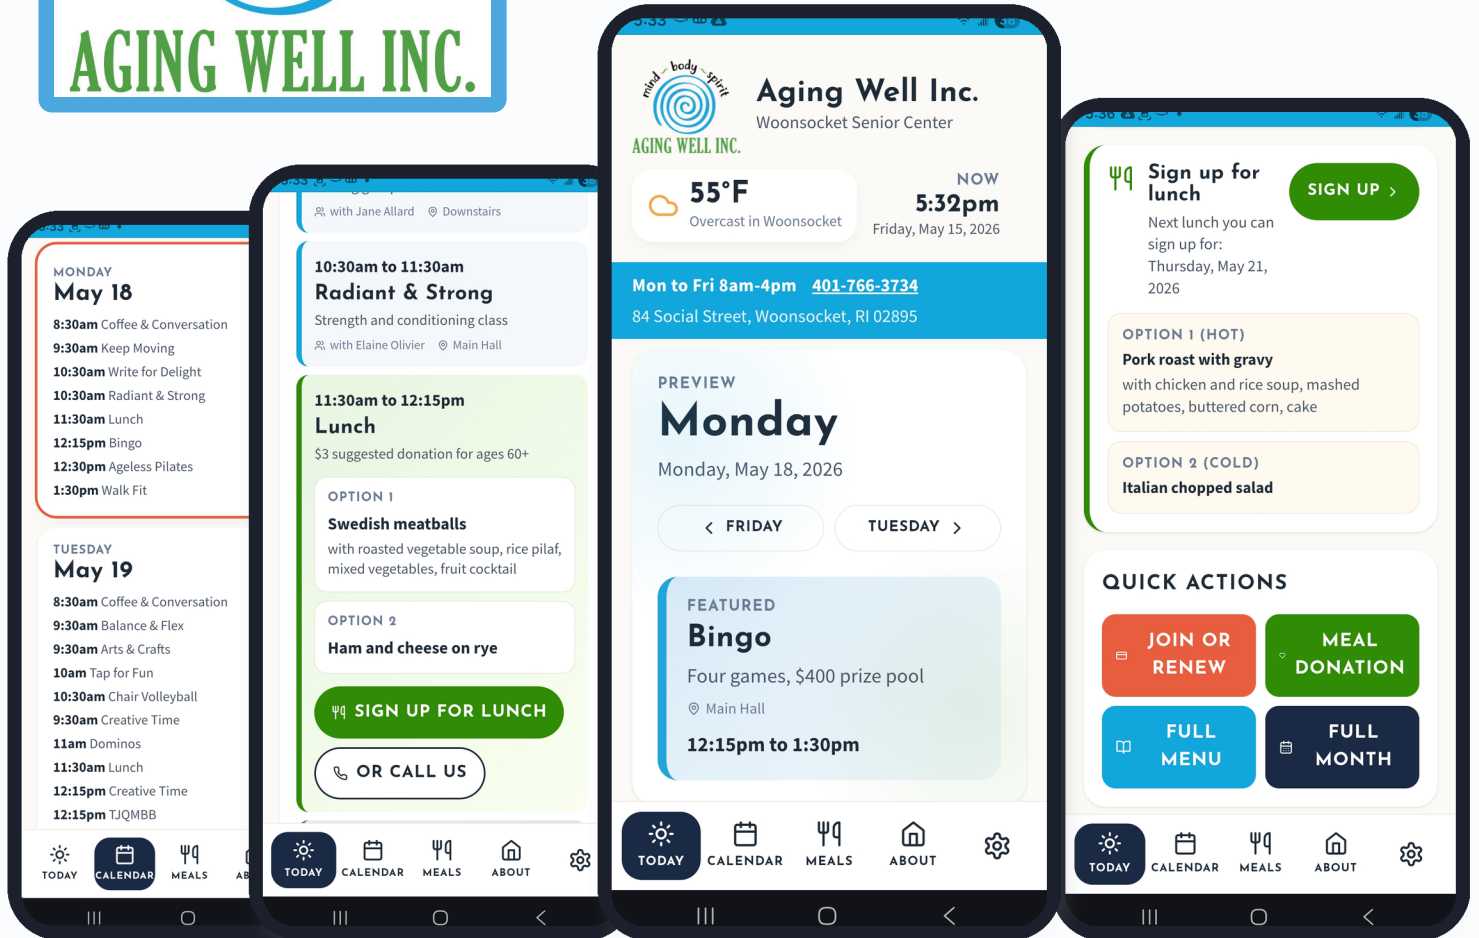 AGING WELL INC.
5:33
MONDAY
May 18
8:30am Coffee & Conversation
9:30am Keep Moving
10:30am Write for Delight
10:30am Radiant & Strong
11:30am Lunch
12:15pm Bingo
12:30pm Ageless Pilates
1:30pm Walk Fit
TUESDAY
May 19
8:30am Coffee & Conversation
9:30am Balance & Flex
9:30am Arts & Crafts
10am Tap for Fun
10:30am Chair Volleyball
9:30am Creative Time
11am Dominos
11:30am Lunch
12:15pm Creative Time
12:15pm TJQMBB
TODAY
CALENDAR
MEALS
AB
5:33
with Jane Allard
Downstairs
10:30am to 11:30am
Radiant & Strong
Strength and conditioning class
with Elaine Olivier
Main Hall
11:30am to 12:15pm
Lunch
$3 suggested donation for ages 60+
OPTION 1
Swedish meatballs
with roasted vegetable soup, rice pilaf,
mixed vegetables, fruit cocktail
OPTION 2
Ham and cheese on rye
SIGN UP FOR LUNCH
OR CALL US
TODAY
CALENDAR
MEALS
ABOUT
5:33
mind ~ body ~ spirit
AGING WELL INC.
Aging Well Inc.
Woonsocket Senior Center
55°F
Overcast in Woonsocket
NOW
5:32pm
Friday, May 15, 2026
Mon to Fri 8am-4pm 401-766-3734
84 Social Street, Woonsocket, RI 02895
PREVIEW
Monday
Monday, May 18, 2026
FRIDAY
TUESDAY
FEATURED
Bingo
Four games, $400 prize pool
Main Hall
12:15pm to 1:30pm
TODAY
CALENDAR
MEALS
ABOUT
5:36
Sign up for
lunch
SIGN UP
Next lunch you can
sign up for:
Thursday, May 21,
2026
OPTION 1 (HOT)
Pork roast with gravy
with chicken and rice soup, mashed
potatoes, buttered corn, cake
OPTION 2 (COLD)
Italian chopped salad
QUICK ACTIONS
JOIN OR
RENEW
MEAL
DONATION
FULL
MENU
FULL
MONTH
TODAY
CALENDAR
MEALS
ABOUT